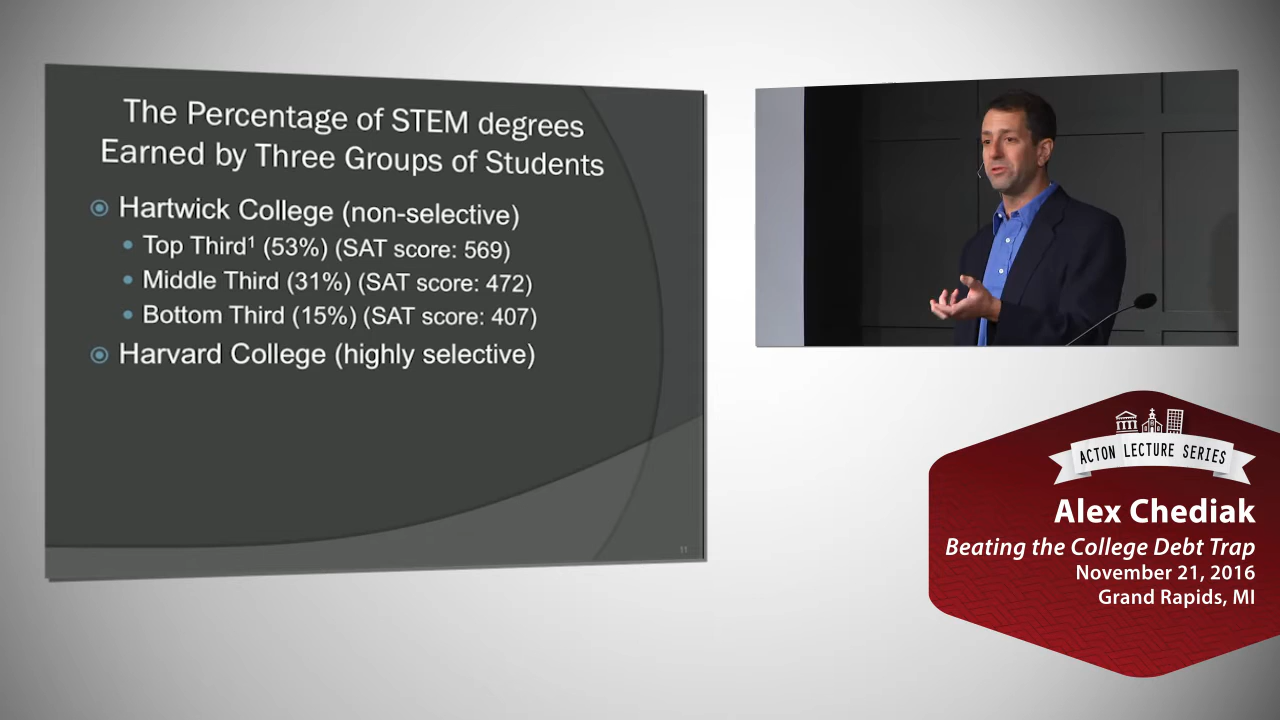 The Percentage of STEM degrees
Earned by Three Groups of Students
Hartwick College (non-selective)
Top Third¹ (53%) (SAT score: 569)
Middle Third (31%) (SAT score: 472)
Bottom Third (15%) (SAT score: 407)
Harvard College (highly selective)
11
ACTON LECTURE SERIES
Alex Chediak
Beating the College Debt Trap
November 21, 2016
Grand Rapids, MI